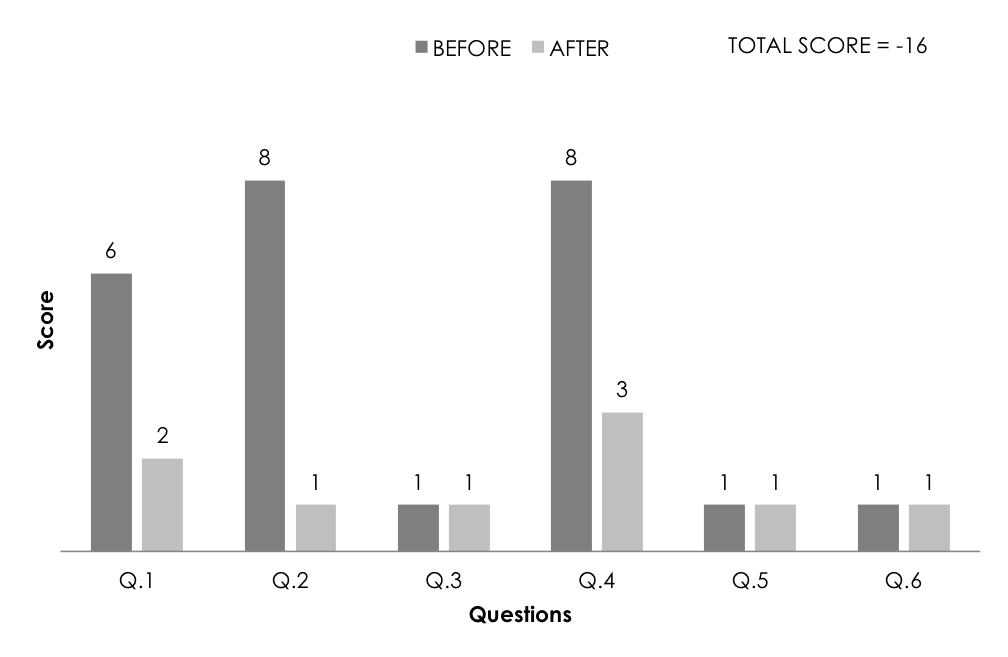 BEFORE AFTER
TOTAL SCORE = -16
Score
6
2
8
1
1
1
8
3
1
1
1
1
Q.1 Q.2 Q.3 Q.4 Q.5 Q.6
Questions